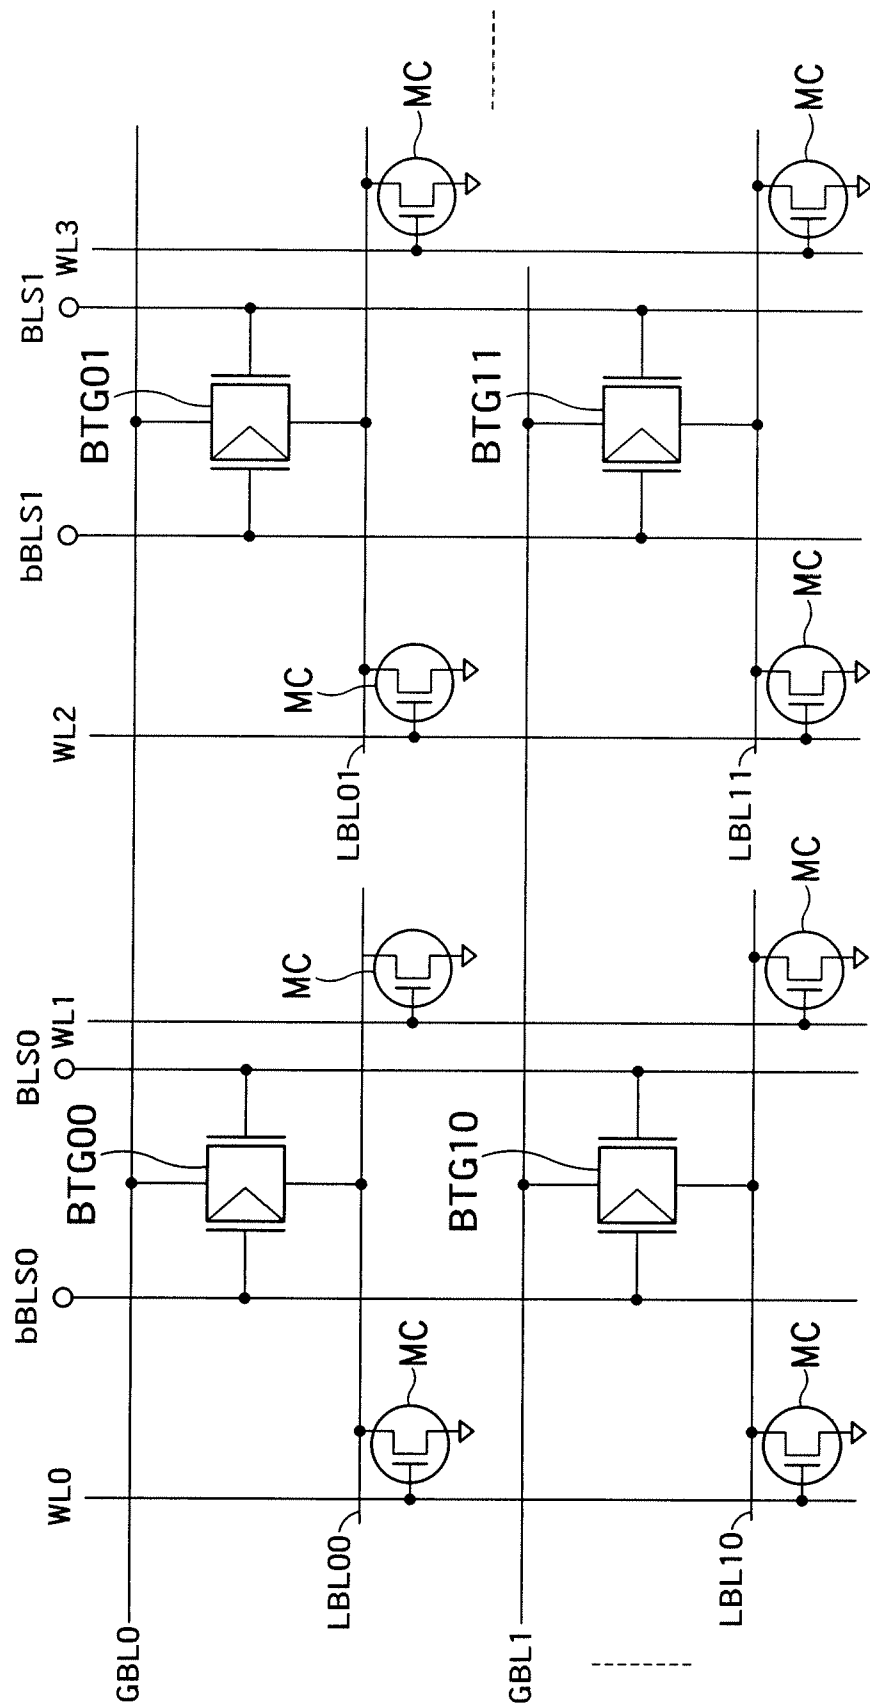 bBLS0
BLS0
bBLS1
BLS1
WL0
WL1
WL2
WL3
BTG00
BTG01
GBL0
MC
MC
MC
MC
LBL00
LBL01
BTG10
BTG11
GBL1
MC
MC
MC
MC
LBL10
LBL11